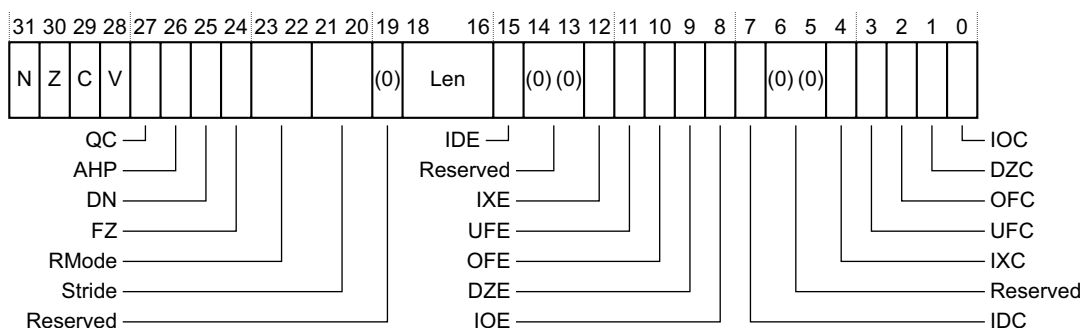 31 30 29 28 27 26 25 24 23 22 21 20 19 18 16 15 14 13 12 11 10 9 8 7 6 5 4 3 2 1 0
N Z C V (0) Len (0) (0) (0) (0)
QC IDE IOC
AHP Reserved DZC
DN IXE OFC
FZ UFE UFC
RMode OFE IXC
Stride DZE Reserved
Reserved IOE IDC